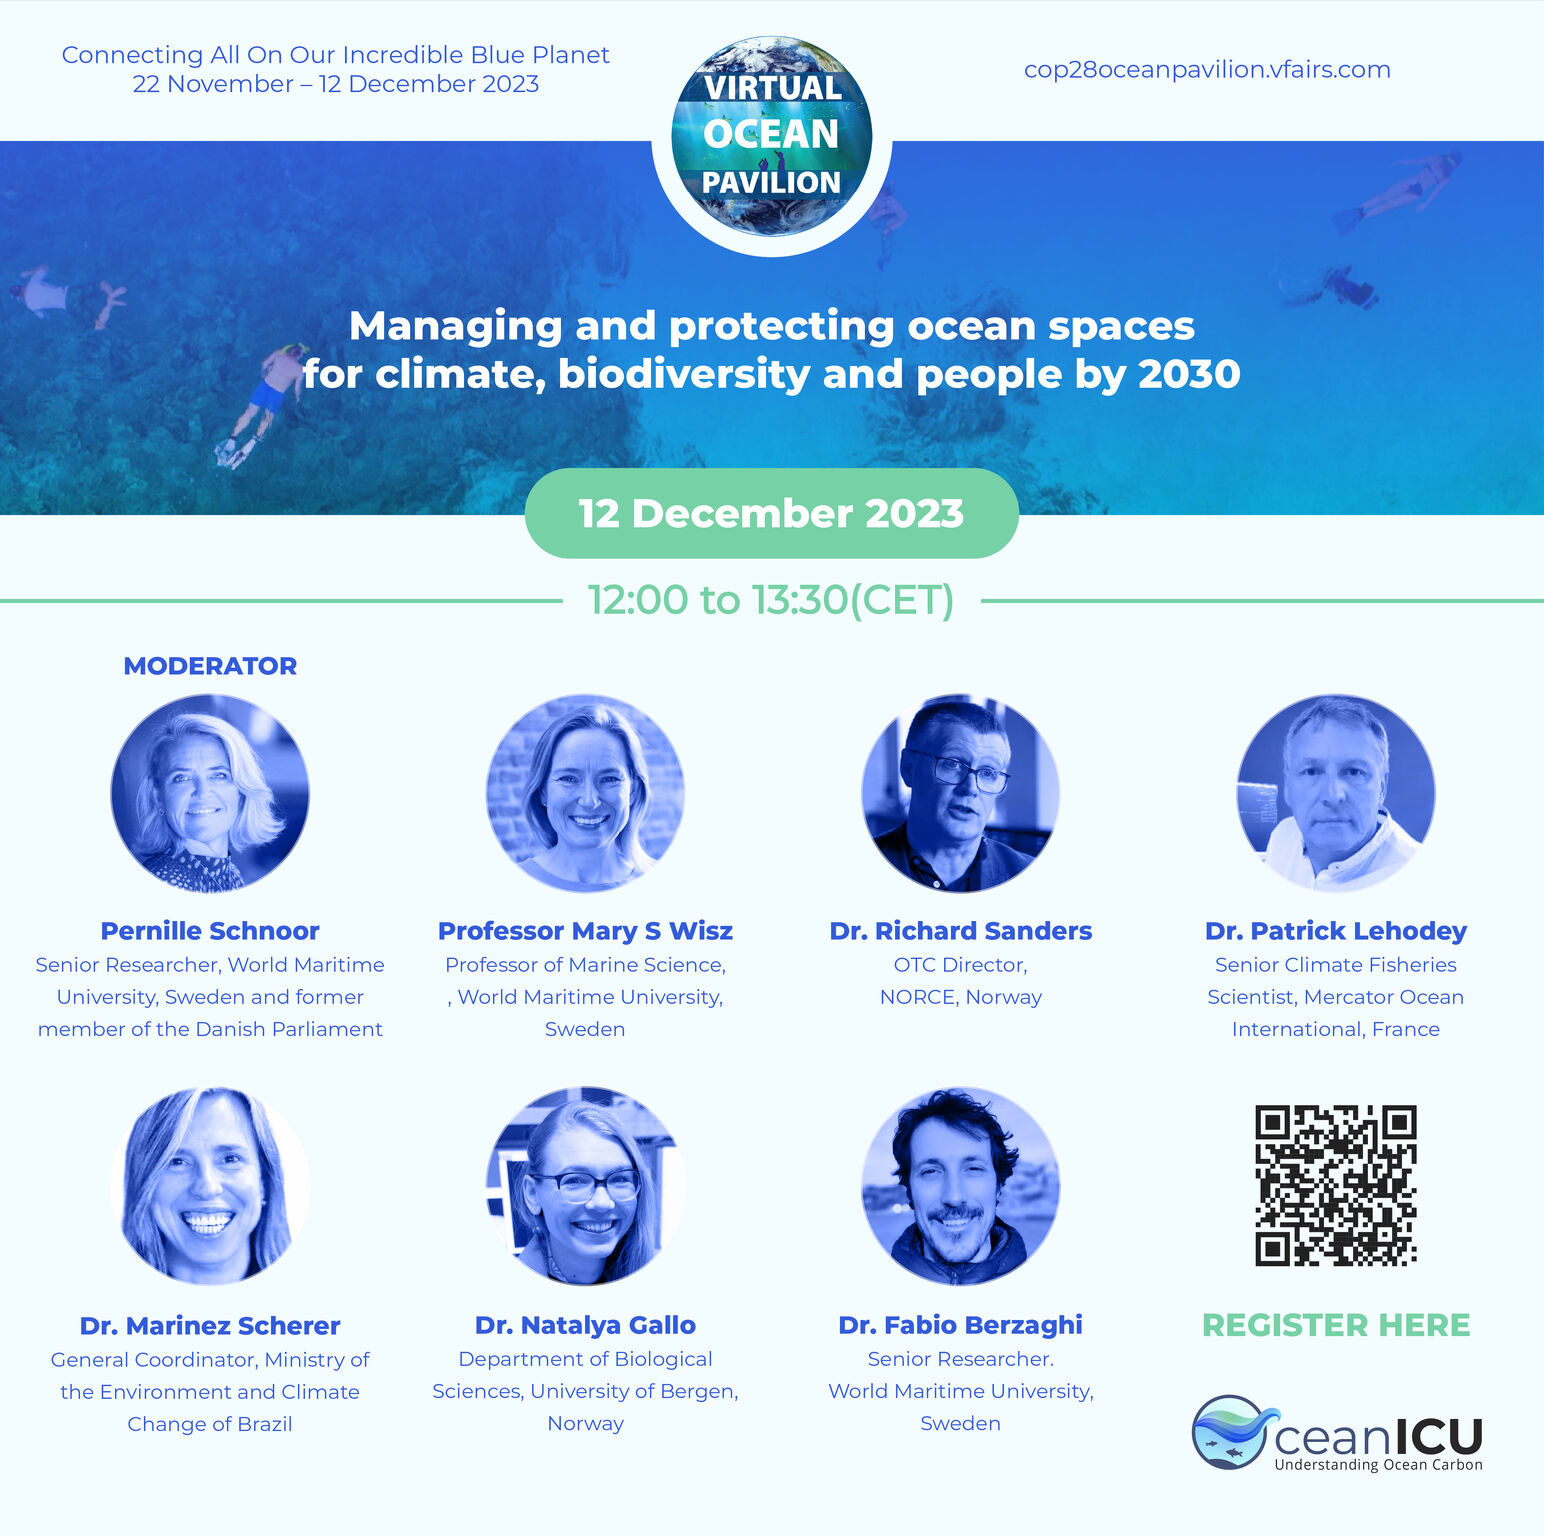 Connecting All On Our Incredible Blue Planet
22 November – 12 December 2023
VIRTUAL
OCEAN
PAVILION
cop28oceanpavilion.vfairs.com
Managing and protecting ocean spaces
for climate, biodiversity and people by 2030
12 December 2023
12:00 to 13:30(CET)
MODERATOR
Pernille Schnoor
Senior Researcher, World Maritime
University, Sweden and former
member of the Danish Parliament
Professor Mary S Wisz
Professor of Marine Science,
, World Maritime University,
Sweden
Dr. Richard Sanders
OTC Director,
NORCE, Norway
Dr. Patrick Lehodey
Senior Climate Fisheries
Scientist, Mercator Ocean
International, France
Dr. Marinez Scherer
General Coordinator, Ministry of
the Environment and Climate
Change of Brazil
Dr. Natalya Gallo
Department of Biological
Sciences, University of Bergen,
Norway
Dr. Fabio Berzaghi
Senior Researcher.
World Maritime University,
Sweden
REGISTER HERE
OceanICU
Understanding Ocean Carbon